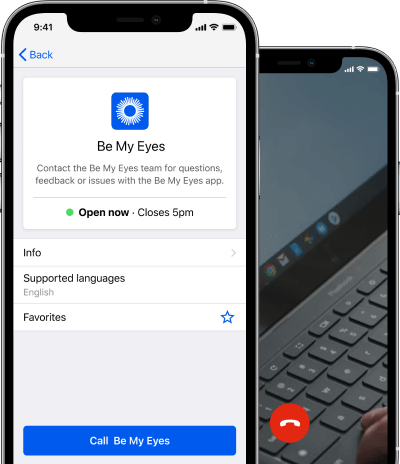 9:41
Back
Be My Eyes
Contact the Be My Eyes team for questions,
feedback or issues with the Be My Eyes app.
Open now · Closes 5pm
Info
Supported languages
English
Favorites
Call Be My Eyes